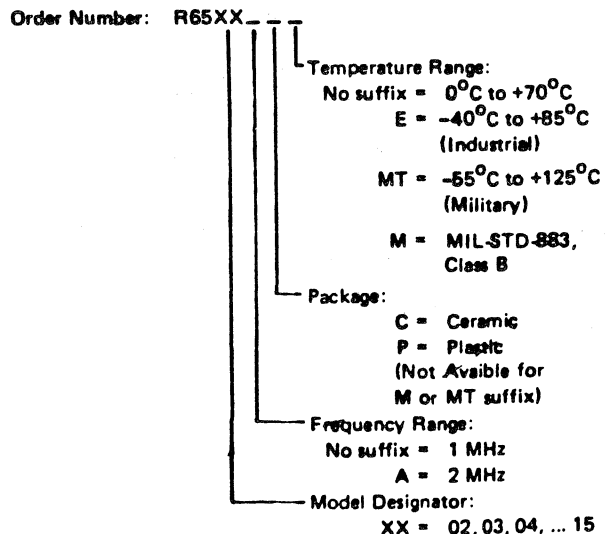 Order Number: R65XX_ _ _
Temperature Range:
No suffix = 0°C to +70°C
E = -40°C to +85°C
(Industrial)
MT = -55°C to +125°C
(Military)
M = MIL-STD-883,
Class B
Package:
C = Ceramic
P = Plastic
(Not Avaible for
M or MT suffix)
Frequency Range:
No suffix = 1 MHz
A = 2 MHz
Model Designator:
XX = 02, 03, 04, ... 15